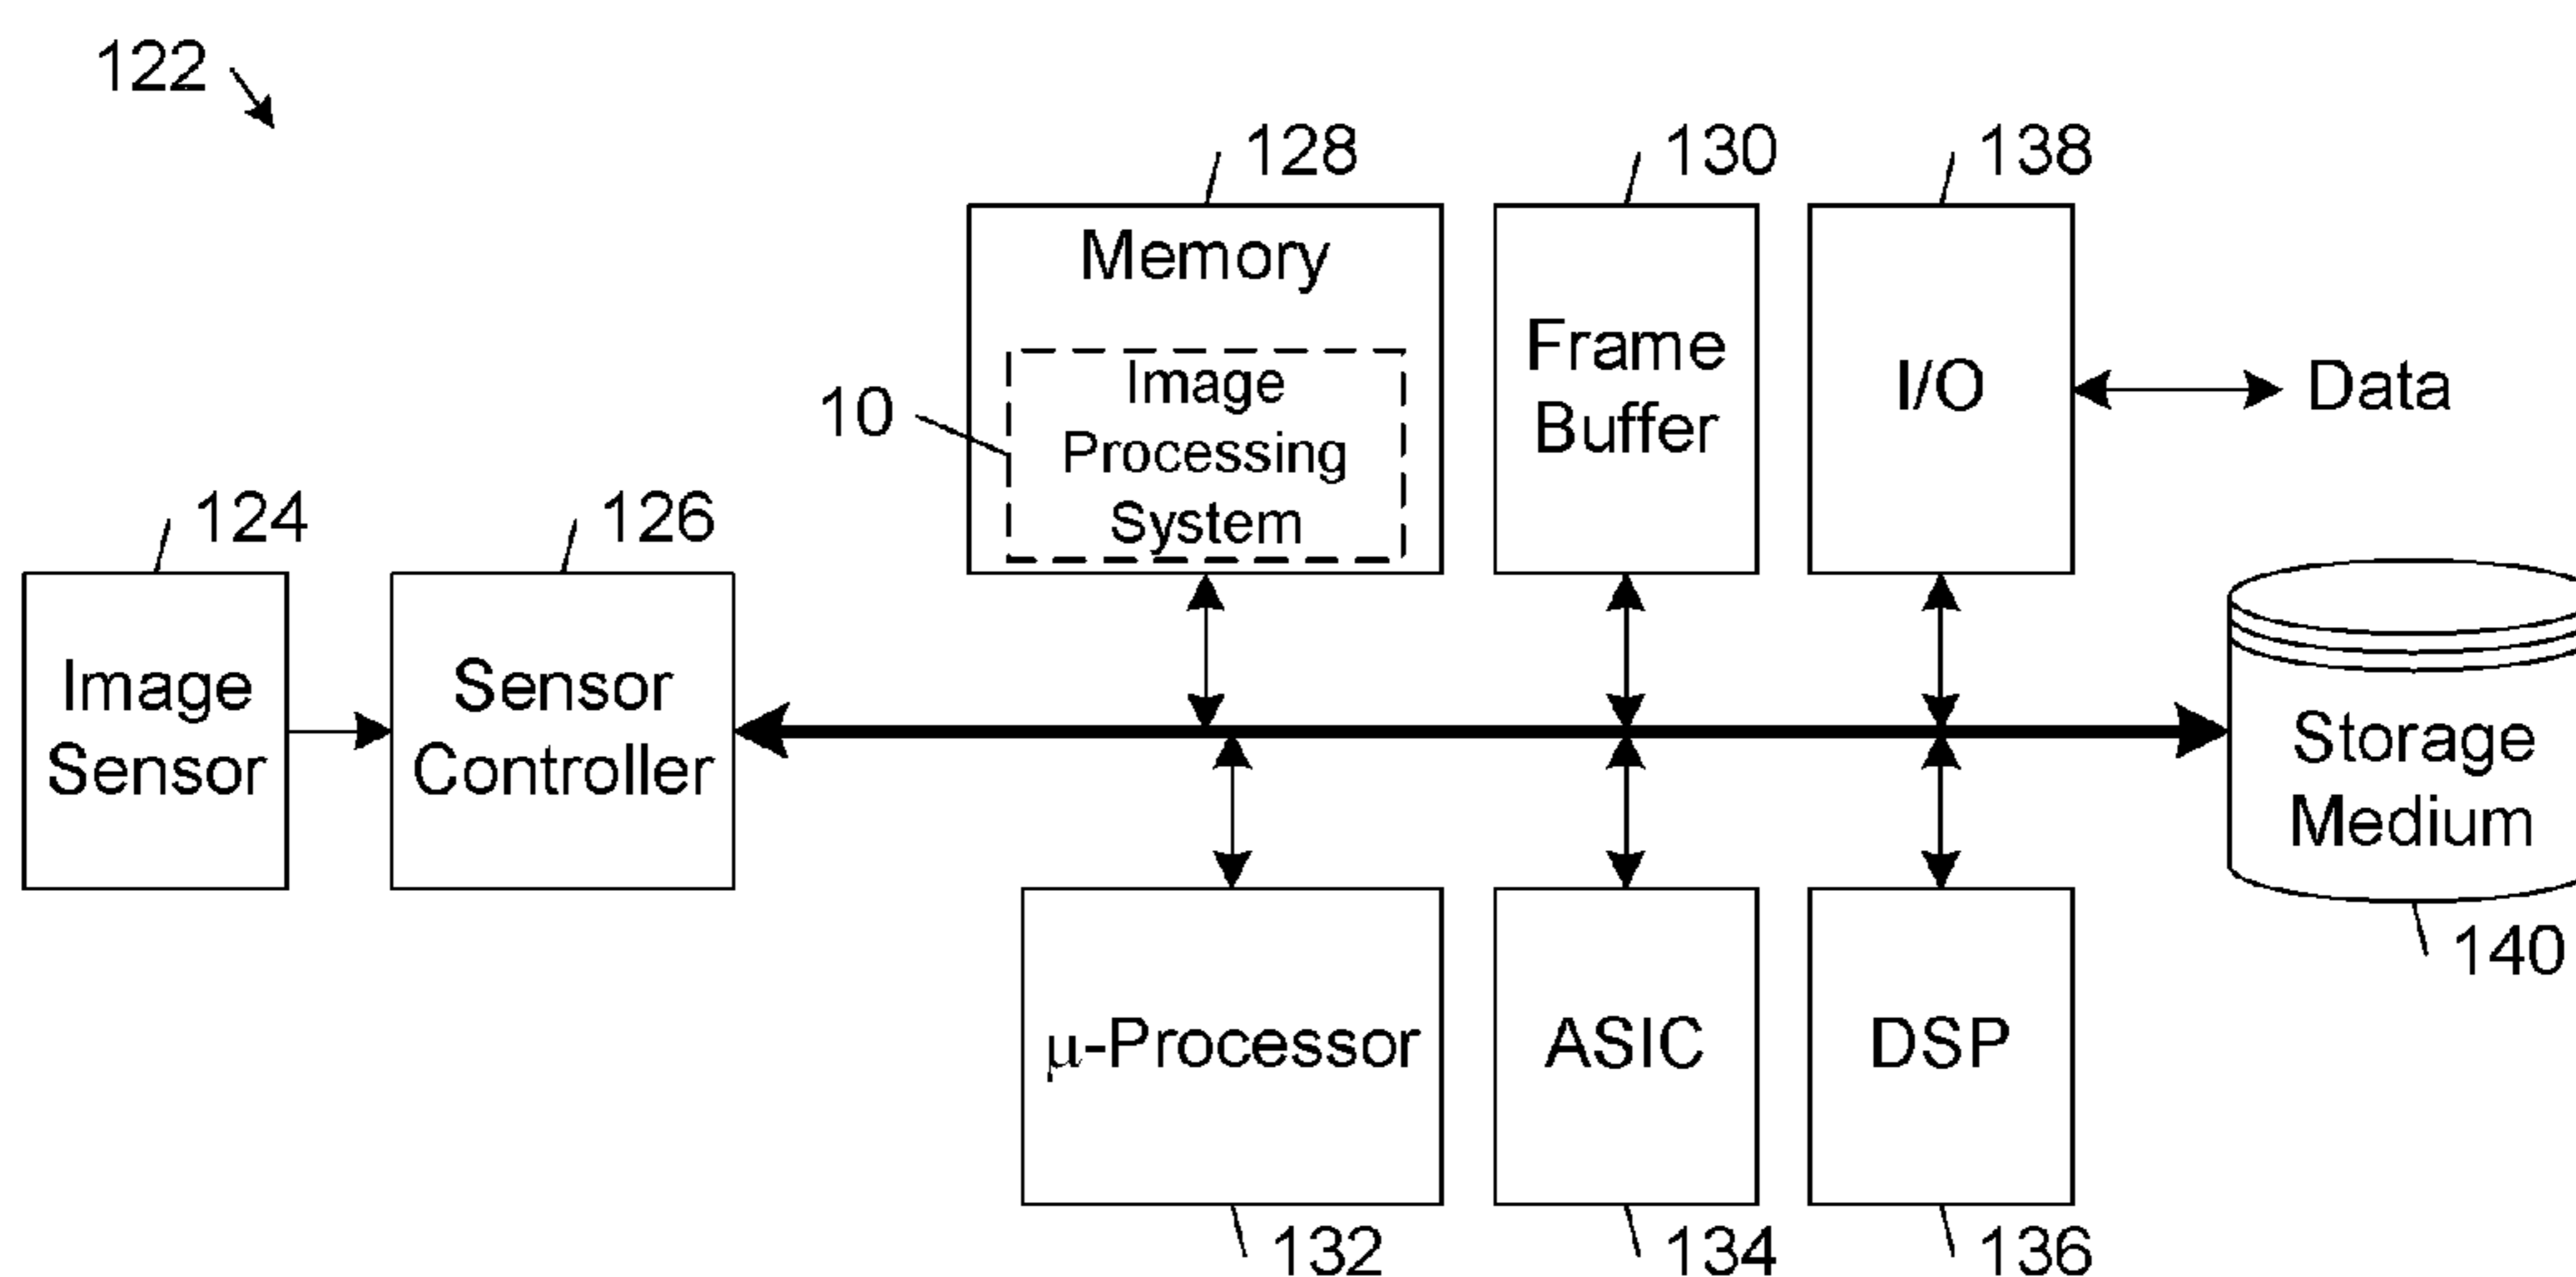 122
128
130
138
Memory
Image
Processing
System
10
Frame
Buffer
I/O
Data
124
126
Image
Sensor
Sensor
Controller
Storage
Medium
140
μ-Processor
ASIC
DSP
132
134
136